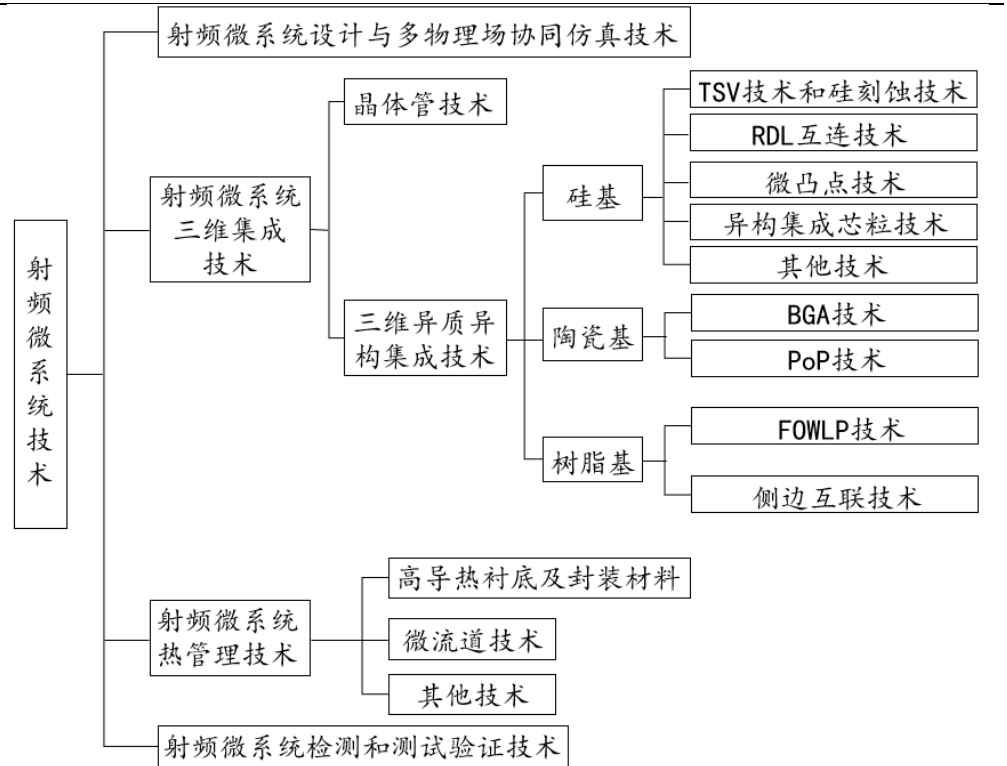 射频微系统设计与多物理场协同仿真技术
晶体管技术
TSV技术和硅刻蚀技术
RDL互连技术
硅基
微凸点技术
射频微系统
三维集成
技术
异构集成芯粒技术
其他技术
射
频
微
系
统
技
术
三维异质异
构集成技术
陶瓷基
BGA技术
PoP技术
树脂基
FOWLP技术
侧边互联技术
高导热衬底及封装材料
射频微系统
热管理技术
微流道技术
其他技术
射频微系统检测和测试验证技术